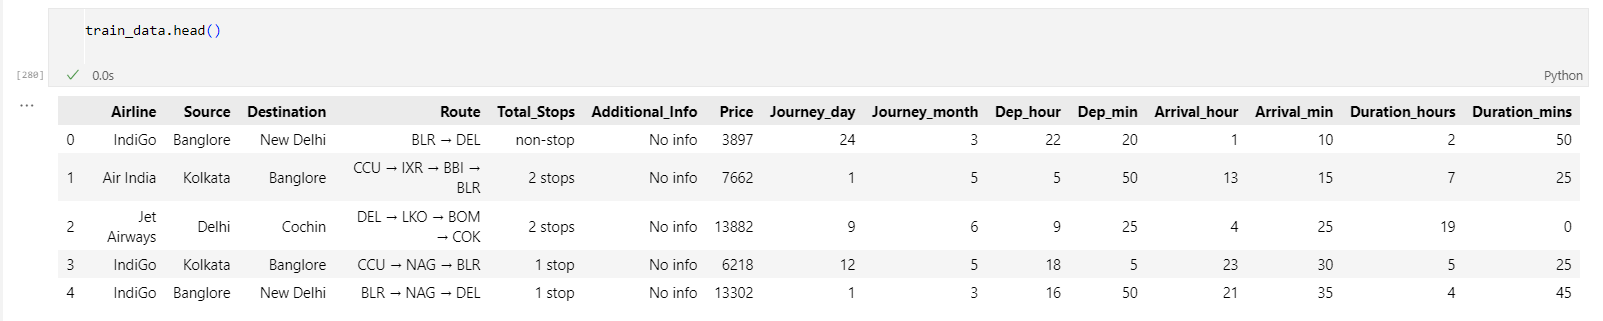 train_data.head()
[280] ✓ 0.0s Python
...
Airline Source Destination Route Total_Stops Additional_Info Price Journey_day Journey_month Dep_hour Dep_min Arrival_hour Arrival_min Duration_hours Duration_mins
0 IndiGo Banglore New Delhi BLR → DEL non-stop No info 3897 24 3 22 20 1 10 2 50
1 Air India Kolkata Banglore CCU → IXR → BBI → BLR 2 stops No info 7662 1 5 5 50 13 15 7 25
2 Jet Airways Delhi Cochin DEL → LKO → BOM → COK 2 stops No info 13882 9 6 9 25 4 25 19 0
3 IndiGo Kolkata Banglore CCU → NAG → BLR 1 stop No info 6218 12 5 18 5 23 30 5 25
4 IndiGo Banglore New Delhi BLR → NAG → DEL 1 stop No info 13302 1 3 16 50 21 35 4 45